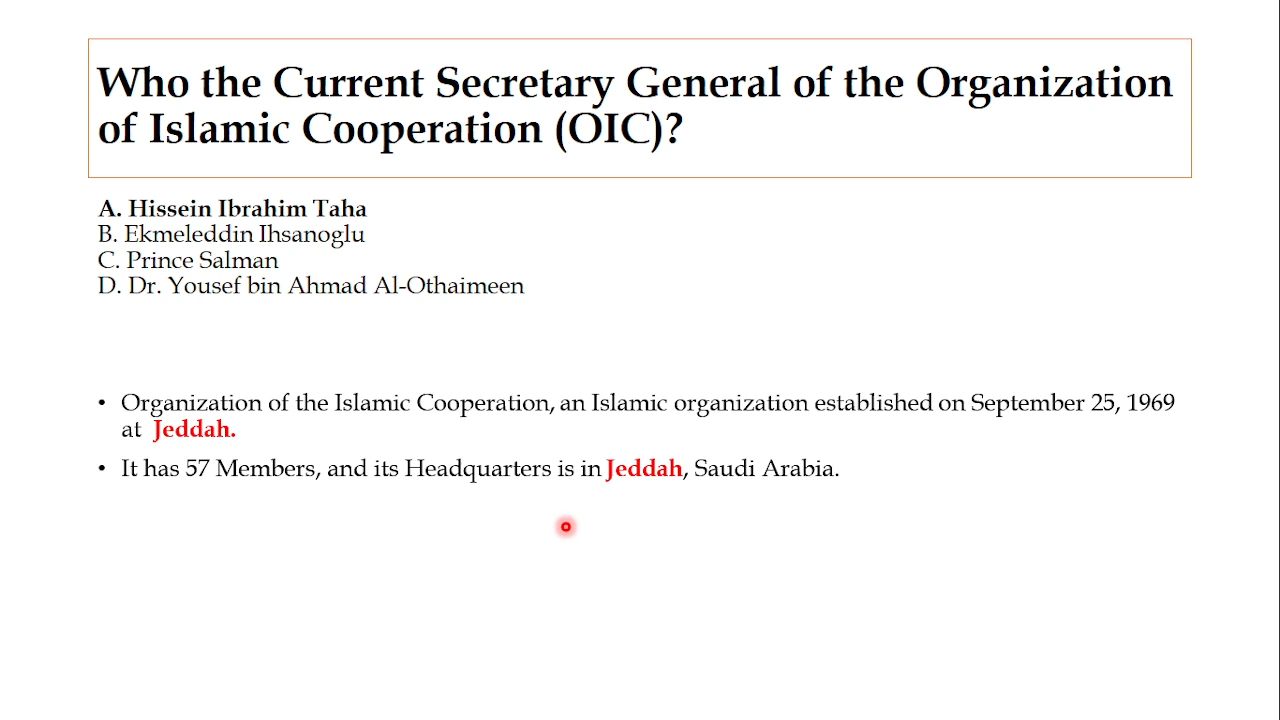 Who the Current Secretary General of the Organization
of Islamic Cooperation (OIC)?
A. Hissein Ibrahim Taha
B. Ekmeleddin Ihsanoglu
C. Prince Salman
D. Dr. Yousef bin Ahmad Al-Othaimeen
• Organization of the Islamic Cooperation, an Islamic organization established on September 25, 1969
at Jeddah.
• It has 57 Members, and its Headquarters is in Jeddah, Saudi Arabia.